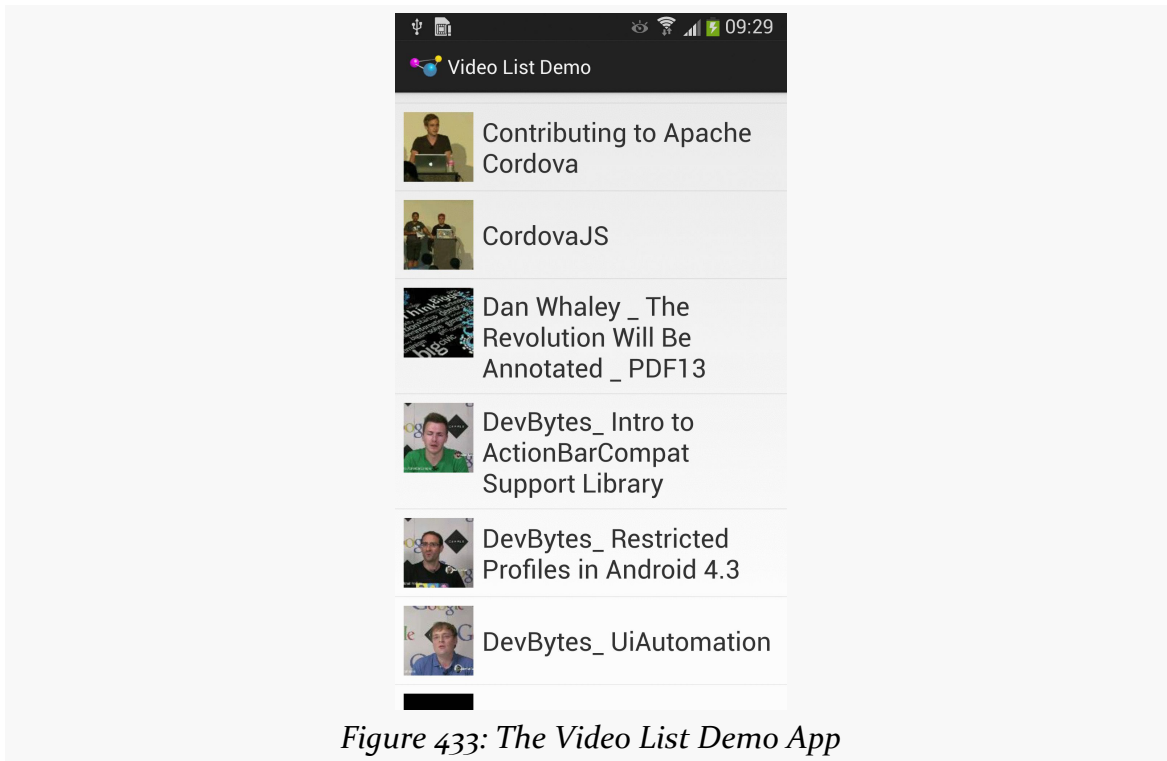 09:29
Video List Demo
Contributing to Apache
Cordova
CordovaJS
Dan Whaley _ The
Revolution Will Be
Annotated _ PDF13
big
DevBytes_ Intro to
ActionBarCompat
Support Library
DevBytes_ Restricted
Profiles in Android 4.3
Google
DevBytes_ UiAutomation
Figure 433: The Video List Demo App